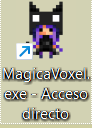 MagicaVoxel.
exe - Acceso
directo